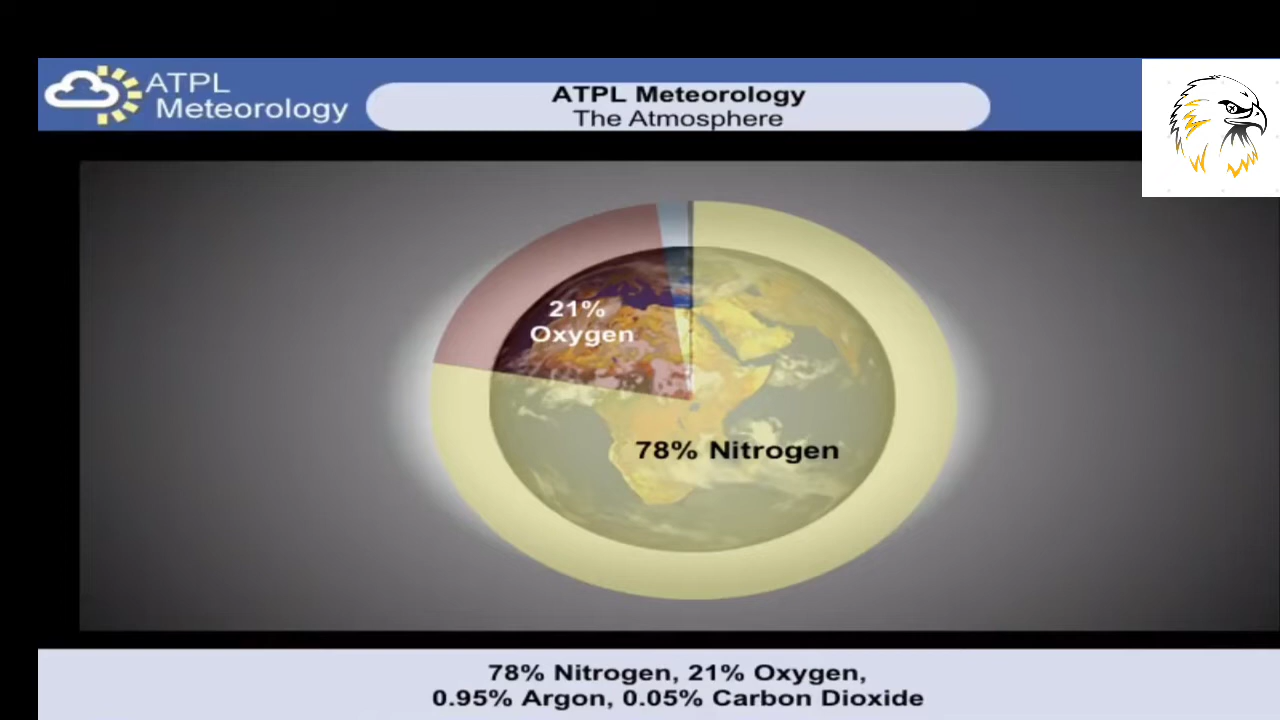 ATPL
Meteorology
ATPL Meteorology
The Atmosphere
21%
Oxygen
78% Nitrogen
78% Nitrogen, 21% Oxygen,
0.95% Argon, 0.05% Carbon Dioxide